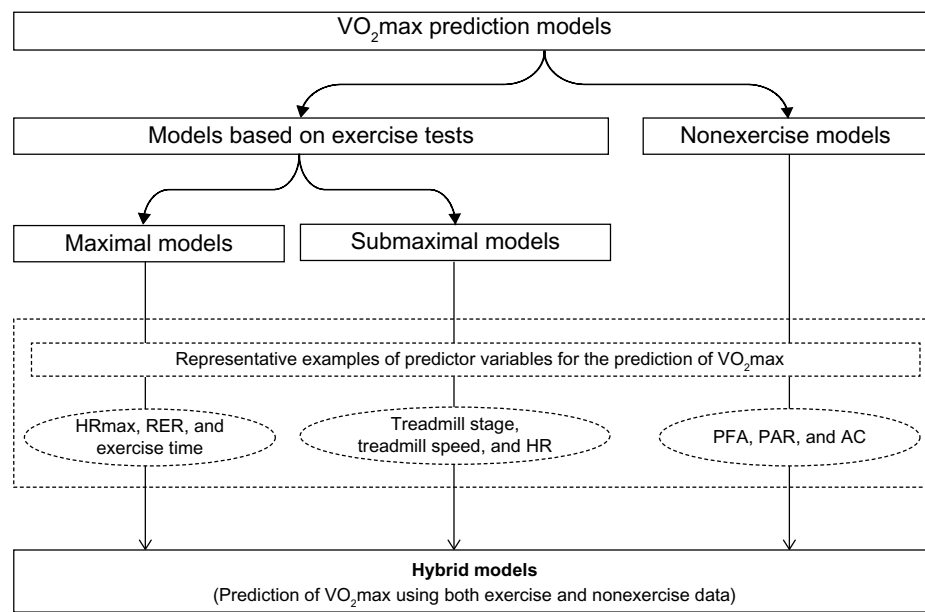 VO₂max prediction models
Models based on exercise tests
Nonexercise models
Maximal models
Submaximal models
Representative examples of predictor variables for the prediction of VO₂max
HRmax, RER, and
exercise time
Treadmill stage,
treadmill speed, and HR
PFA, PAR, and AC
Hybrid models
(Prediction of VO₂max using both exercise and nonexercise data)